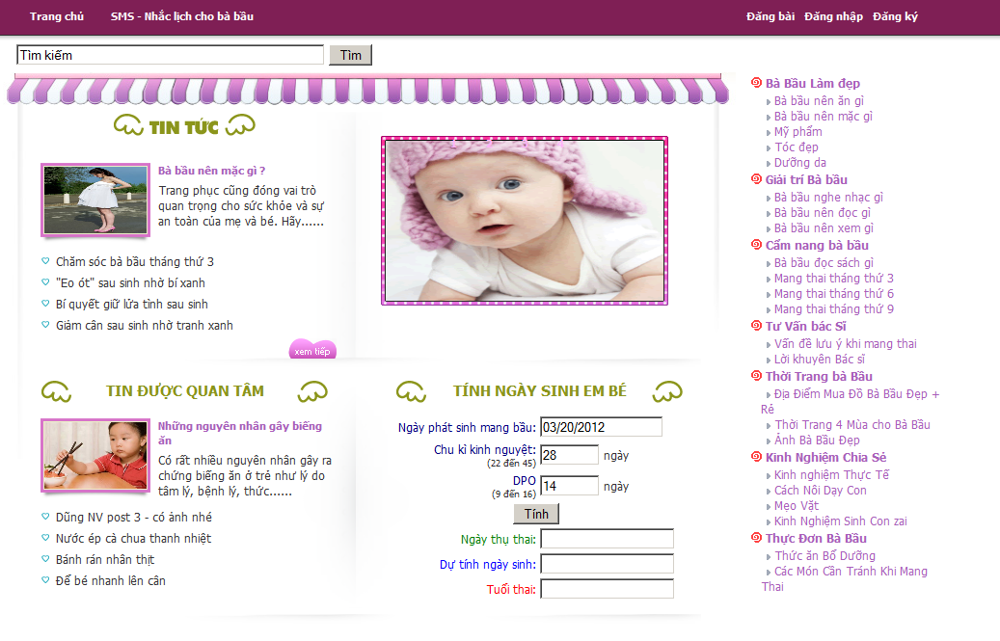 Trang chủ
SMS - Nhắc lịch cho bà bầu
Đăng bài
Đăng nhập
Đăng ký
Tìm kiếm
Tìm
TIN TỨC
Bà bầu nên mặc gì ?
Trang phục cũng đóng vai trò
quan trọng cho sức khỏe và sự
an toàn của mẹ và bé. Hãy......
Chăm sóc bà bầu tháng thứ 3
"Eo ót" sau sinh nhờ bí xanh
Bí quyết giữ lửa tình sau sinh
Giảm cân sau sinh nhờ tranh xanh
xem tiếp
TIN ĐƯỢC QUAN TÂM
Những nguyên nhân gây biếng
ăn
Có rất nhiều nguyên nhân gây ra
chứng biếng ăn ở trẻ như lý do
tâm lý, bệnh lý, thức......
Dũng NV post 3 - có ảnh nhé
Nước ép cà chua thanh nhiệt
Bánh rán nhân thịt
Để bé nhanh lên cân
TÍNH NGÀY SINH EM BÉ
Ngày phát sinh mang bầu: 03/20/2012
Chu kì kinh nguyệt: 28 ngày
(22 đến 45)
DPO 14 ngày
(9 đến 16)
Tính
Ngày thụ thai:
Dự tính ngày sinh:
Tuổi thai:
Bà Bầu Làm đẹp
Bà bầu nên ăn gì
Bà bầu nên mặc gì
Mỹ phẩm
Tóc đẹp
Dưỡng da
Giải trí Bà bầu
Bà bầu nghe nhạc gì
Bà bầu nên đọc gì
Bà bầu nên xem gì
Cẩm nang bà bầu
Bà bầu đọc sách gì
Mang thai tháng thứ 3
Mang thai tháng thứ 6
Mang thai tháng thứ 9
Tư Vấn bác Sĩ
Vấn đề lưu ý khi mang thai
Lời khuyên Bác sĩ
Thời Trang bà Bầu
Địa Điểm Mua Đồ Bà Bầu Đẹp +
Rẻ
Thời Trang 4 Mùa cho Bà Bầu
Ảnh Bà Bầu Đẹp
Kinh Nghiệm Chia Sẻ
Kinh nghiệm Thực Tế
Cách Nôi Dạy Con
Mẹo Vặt
Kinh Nghiệm Sinh Con zai
Thực Đơn Bà Bầu
Thức ăn Bổ Dưỡng
Các Món Cần Tránh Khi Mang
Thai